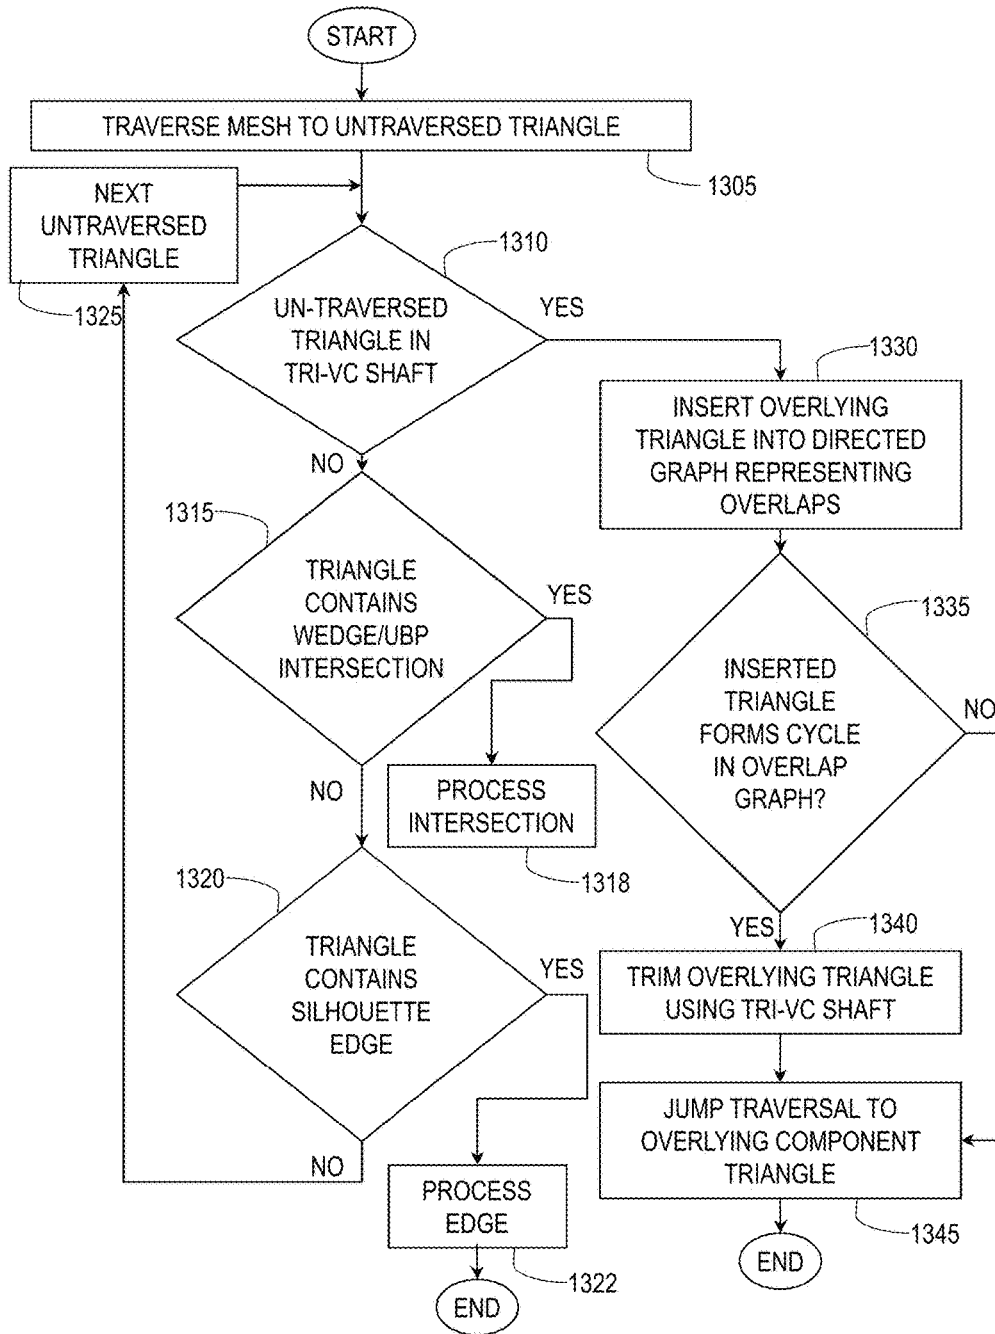 START
TRAVERSE MESH TO UNTRAVERSED TRIANGLE
1305
NEXT
UNTRAVERSED
TRIANGLE
1325
1310
UN-TRAVERSED
TRIANGLE IN
TRI-VC SHAFT
YES
NO
1330
INSERT OVERLYING
TRIANGLE INTO DIRECTED
GRAPH REPRESENTING
OVERLAPS
1315
TRIANGLE
CONTAINS
WEDGE/UBP
INTERSECTION
YES
NO
1335
INSERTED
TRIANGLE
FORMS CYCLE
IN OVERLAP
GRAPH?
NO
YES
PROCESS
INTERSECTION
1318
1320
TRIANGLE
CONTAINS
SILHOUETTE
EDGE
YES
NO
1340
TRIM OVERLYING TRIANGLE
USING TRI-VC SHAFT
JUMP TRAVERSAL TO
OVERLYING COMPONENT
TRIANGLE
1345
PROCESS
EDGE
1322
END
END